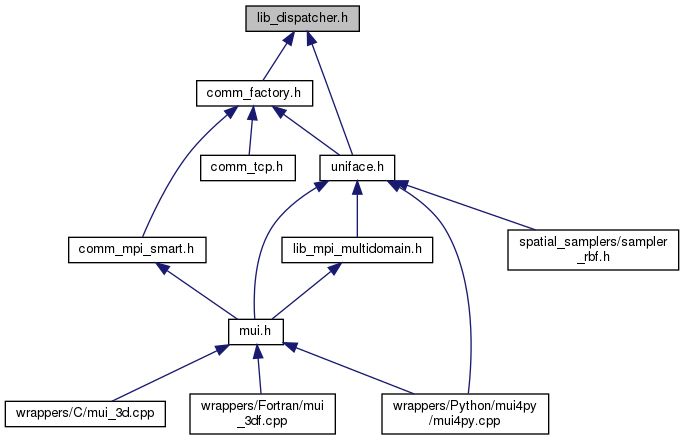 lib_dispatcher.h
comm_factory.h
comm_tcp.h
uniface.h
comm_mpi_smart.h
lib_mpi_multidomain.h
spatial_samplers/sampler
_rbf.h
mui.h
wrappers/C/mui_3d.cpp
wrappers/Fortran/mui
_3df.cpp
wrappers/Python/mui4py
/mui4py.cpp